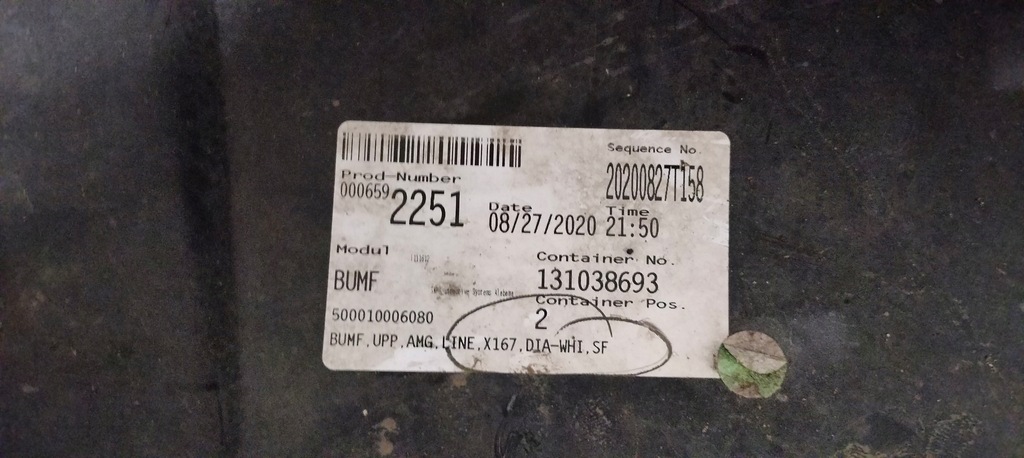 Sequence No.
Prod-Number
20200827T158
000659 2251
Date
Time
08/27/2020 21:50
Modul
Container No.
BUMF
131038693
Container Pos.
2
500010006080
BUMF,UPP,AMG,LINE,X167,DIA-WHI,SF